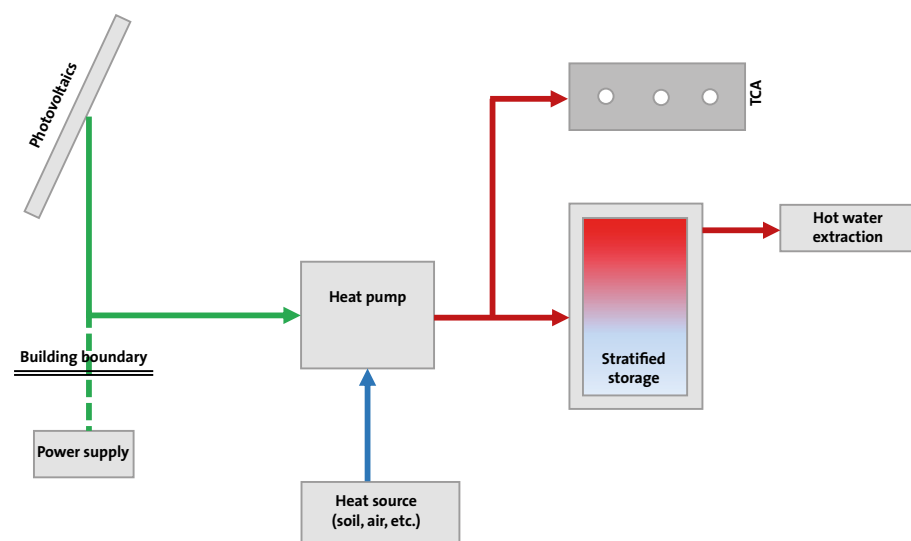 Photovoltaics
TCA
Hot water
extraction
Heat pump
Building boundary
Stratified
storage
Power supply
Heat source
(soil, air, etc.)